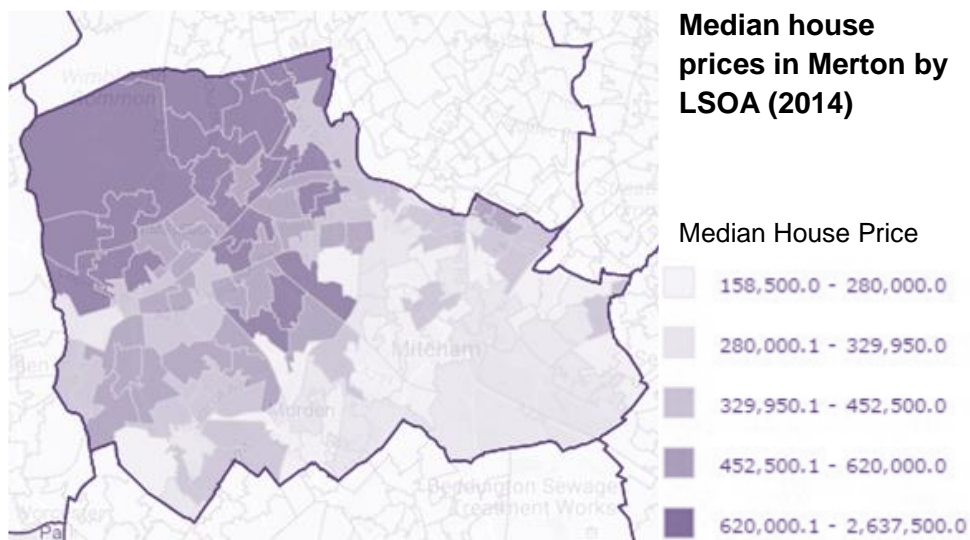 Median house
prices in Merton by
LSOA (2014)
Median House Price
158,500.0 - 280,000.0
280,000.1 - 329,950.0
329,950.1 - 452,500.0
452,500.1 - 620,000.0
620,000.1 - 2,637,500.0
Mitcham
Morden
Beddington Sewage
Treatment Works